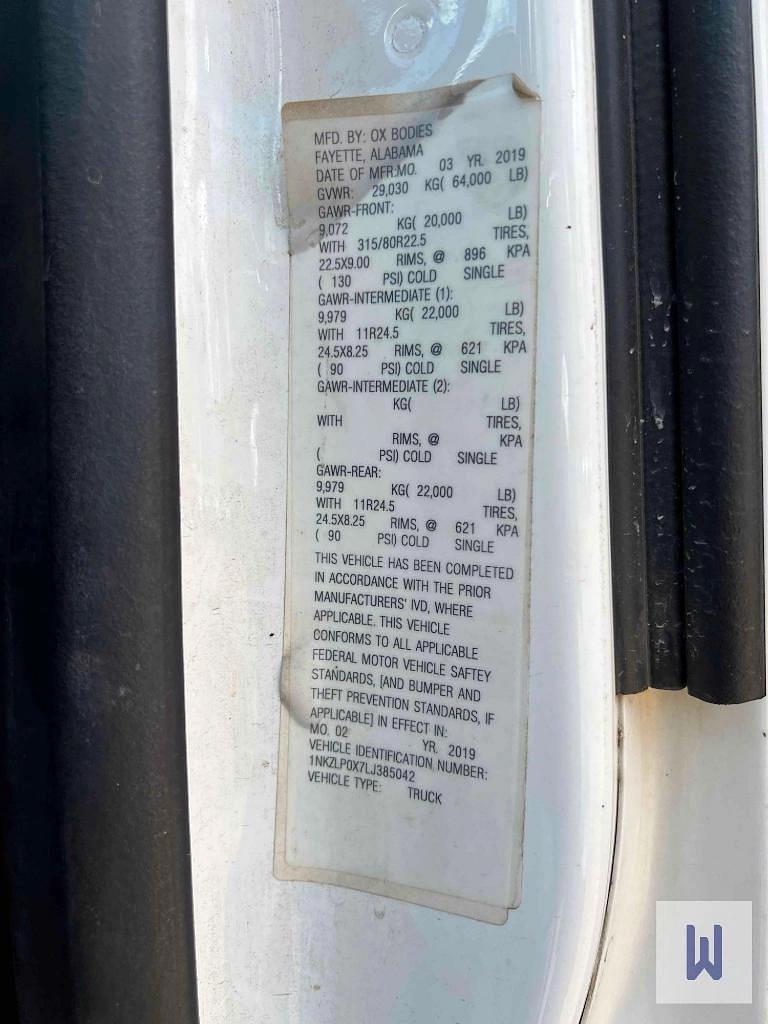 MFD. BY: OX BODIES
FAYETTE, ALABAMA
DATE OF MFR:MO. 03 YR. 2019
GVWR: 29,030 KG( 64,000 LB)
GAWR-FRONT:
9,072 KG( 20,000 LB)
WITH 315/80R22.5 TIRES,
22.5X9.00 RIMS, @ 896 KPA
( 130 PSI) COLD SINGLE
GAWR-INTERMEDIATE (1):
9,979 KG( 22,000 LB)
WITH 11R24.5 TIRES,
24.5X8.25 RIMS, @ 621 KPA
( 90 PSI) COLD SINGLE
GAWR-INTERMEDIATE (2):
KG( LB)
WITH TIRES,
RIMS, @ KPA
( PSI) COLD SINGLE
GAWR-REAR:
9,979 KG( 22,000 LB)
WITH 11R24.5 TIRES,
24.5X8.25 RIMS, @ 621 KPA
( 90 PSI) COLD SINGLE
THIS VEHICLE HAS BEEN COMPLETED
IN ACCORDANCE WITH THE PRIOR
MANUFACTURERS' IVD, WHERE
APPLICABLE. THIS VEHICLE
CONFORMS TO ALL APPLICABLE
FEDERAL MOTOR VEHICLE SAFTEY
STANDARDS, [AND BUMPER AND
THEFT PREVENTION STANDARDS, IF
APPLICABLE] IN EFFECT IN:
MO. 02 YR. 2019
VEHICLE IDENTIFICATION NUMBER:
1NKZLP0X7LJ385042
VEHICLE TYPE: TRUCK
W